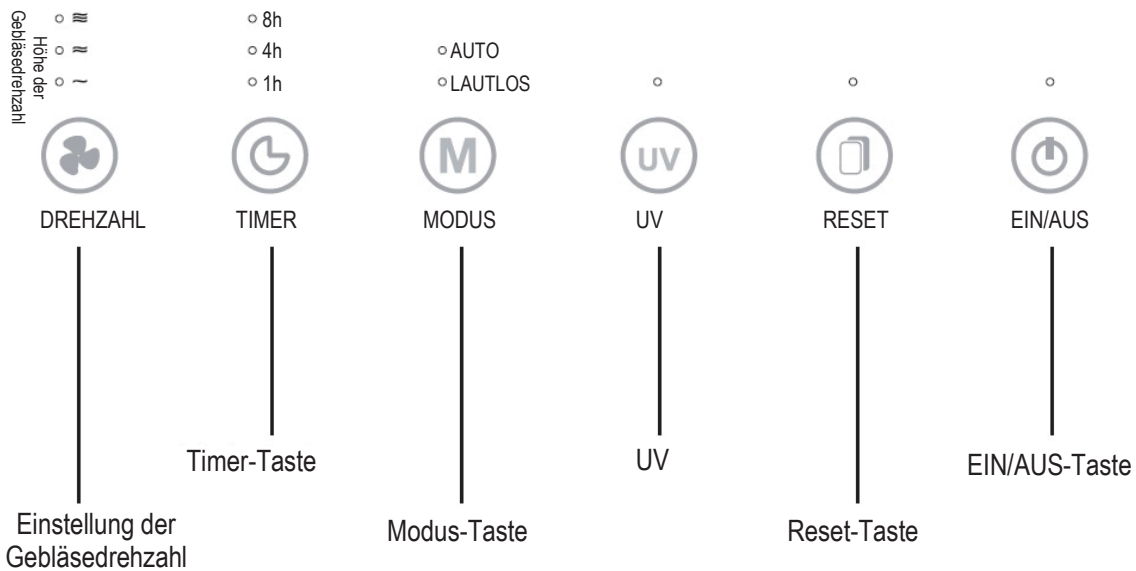 Höhe der
Gebläsedrehzahl
8h
4h
1h
AUTO
LAUTLOS
M
UV
DREHZAHL
TIMER
MODUS
UV
RESET
EIN/AUS
Timer-Taste
UV
EIN/AUS-Taste
Einstellung der
Gebläsedrehzahl
Modus-Taste
Reset-Taste